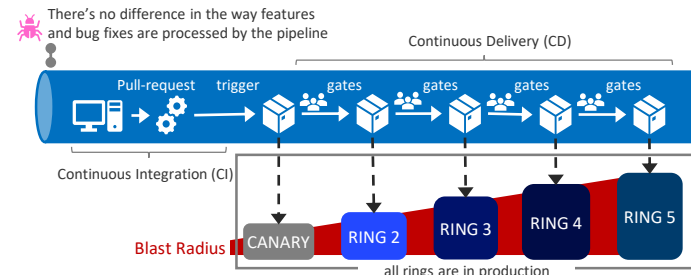 There's no difference in the way features
and bug fixes are processed by the pipeline
Continuous Delivery (CD)
Pull-request
trigger
gates
gates
gates
gates
Continuous Integration (CI)
Blast Radius
CANARY
RING 2
RING 3
RING 4
RING 5
all rings are in production